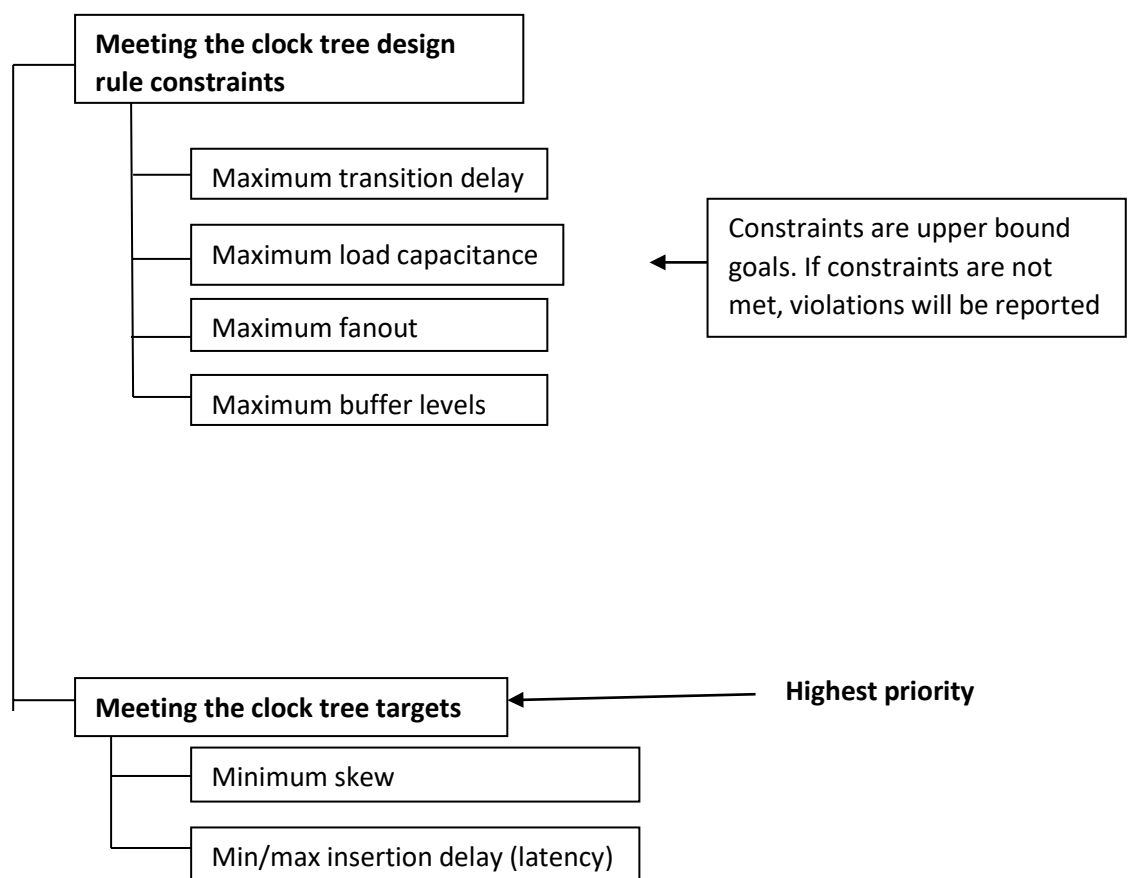 Meeting the clock tree design
rule constraints
Maximum transition delay
Maximum load capacitance
Maximum fanout
Maximum buffer levels
Constraints are upper bound
goals. If constraints are not
met, violations will be reported
Meeting the clock tree targets
Highest priority
Minimum skew
Min/max insertion delay (latency)